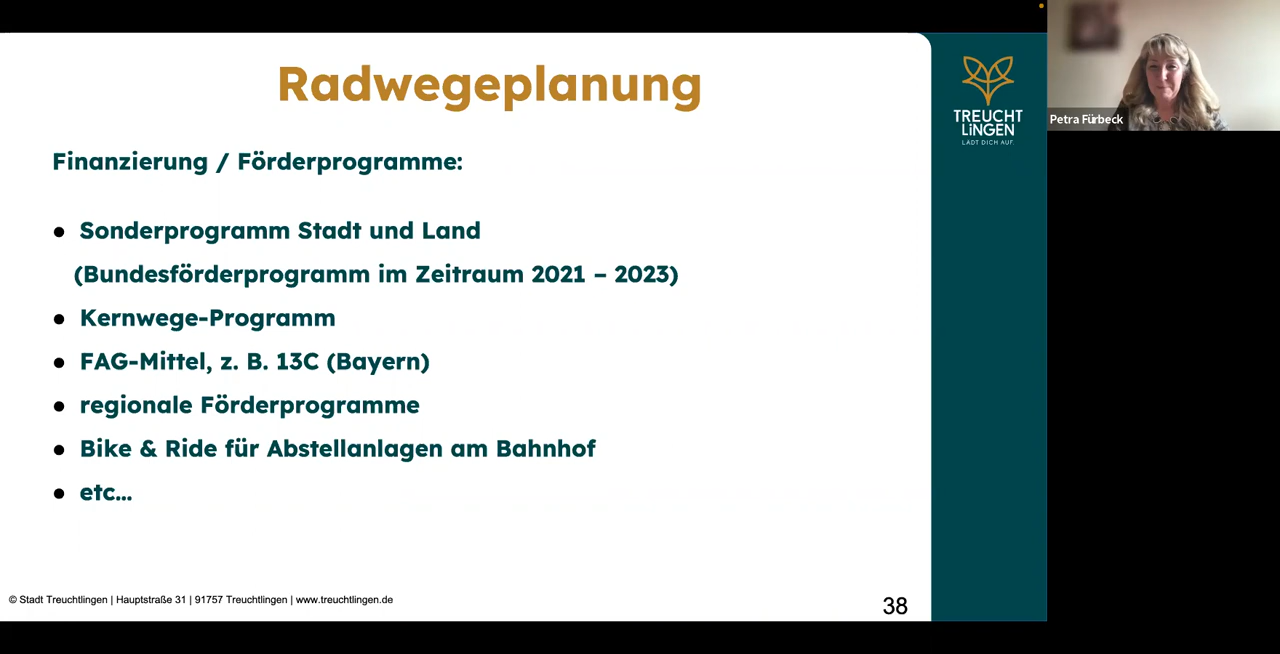 Radwegeplanung
Finanzierung / Förderprogramme:
● Sonderprogramm Stadt und Land
(Bundesförderprogramm im Zeitraum 2021 – 2023)
● Kernwege-Programm
● FAG-Mittel, z. B. 13C (Bayern)
● regionale Förderprogramme
● Bike & Ride für Abstellanlagen am Bahnhof
● etc...
© Stadt Treuchtlingen | Hauptstraße 31 | 91757 Treuchtlingen | www.treuchtlingen.de
38
TREUCHT
LiNGEN
LÄDT DICH AUF.
Petra Fürbeck